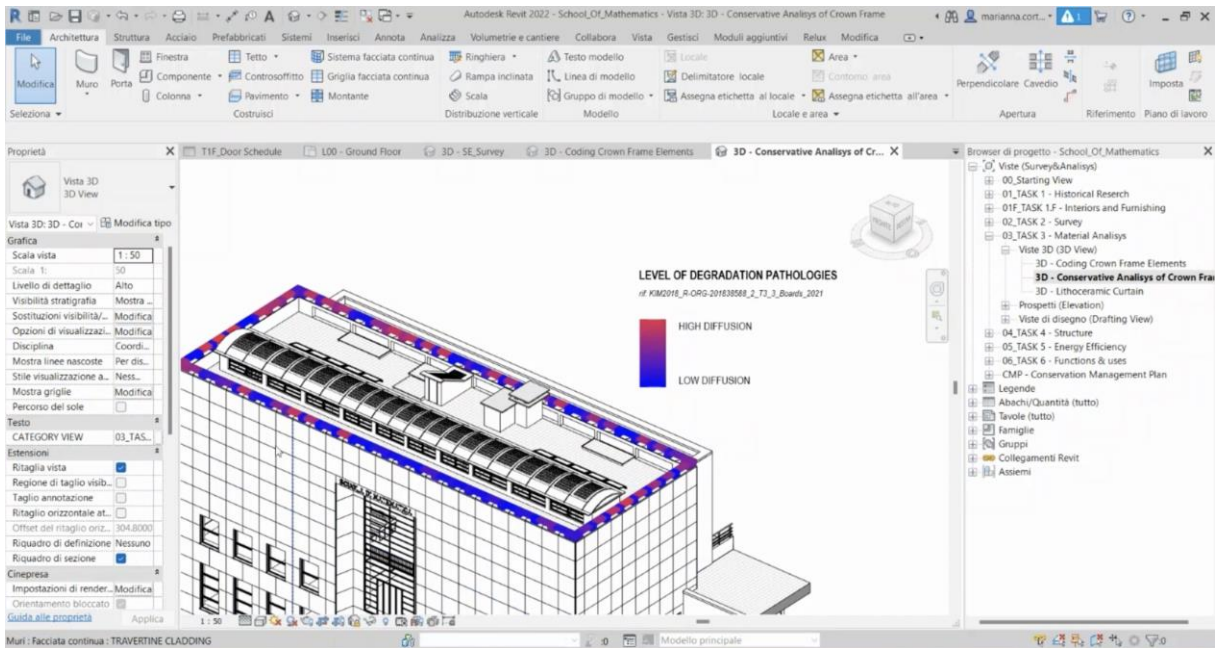 Autodesk Revit 2022 - School_Of_Mathematics - Vista 3D: 3D - Conservative Analisys of Crown Frame
marianna.cort...
File Architettura Struttura Acciaio Prefabbricati Sistemi Inserisci Annota Analizza Volumetrie e cantiere Collabora Vista Gestisci Moduli aggiuntivi Relux Modifica
Finestra Tetto Sistema facciata continua Ringhiera Testo modello Locale Area
Modifica Muro Porta Componente Controsoffitto Griglia facciata continua Rampa inclinata Linea di modello Delimitatore locale Contorno area Perpendicolare Cavedio Imposta
Colonna Pavimento Montante Scala Gruppo di modello Assegna etichetta al locale Assegna etichetta all'area
Seleziona Costruisci Distribuzione verticale Modello Locale e area Apertura Riferimento Piano di lavoro
Proprietà
T1F_Door Schedule L00 - Ground Floor 3D - SE_Survey 3D - Coding Crown Frame Elements 3D - Conservative Analisys of Cr...
Vista 3D
3D View
Vista 3D: 3D - Cor Modifica tipo
Grafica
Scala vista 1 : 50
Scala 1: 50
Livello di dettaglio Alto
Visibilità stratigrafia Mostra ...
Sostituzioni visibilità/... Modifica
Opzioni di visualizzazi... Modifica
Disciplina Coordi...
Mostra linee nascoste Per dis...
Stile visualizzazione a... Ness...
Mostra griglie Modifica
Percorso del sole
Testo
CATEGORY VIEW 03_TAS...
Estensioni
Ritaglia vista
Regione di taglio visib...
Taglio annotazione
Ritaglio orizzontale at...
Offset del ritaglio oriz... 304.8000
Riquadro di definizione Nessuno
Riquadro di sezione
Cinepresa
Impostazioni di render... Modifica
Orientamento bloccato
Guida alle proprietà Applica
LEVEL OF DEGRADATION PATHOLOGIES
rif. KIM2018_R-ORG-201838588_2_T3_3_Boards_2021
HIGH DIFFUSION
LOW DIFFUSION
1 : 50
Browser di progetto - School_Of_Mathematics
Viste (Survey&Analisys)
00_Starting View
01_TASK 1 - Historical Reserch
01F_TASK 1.F - Interiors and Furnishing
02_TASK 2 - Survey
03_TASK 3 - Material Analisys
Viste 3D (3D View)
3D - Coding Crown Frame Elements
3D - Conservative Analisys of Crown Fra
3D - Lithoceramic Curtain
Prospetti (Elevation)
Viste di disegno (Drafting View)
04_TASK 4 - Structure
05_TASK 5 - Energy Efficiency
06_TASK 6 - Functions & uses
CMP - Conservation Management Plan
Legende
Abachi/Quantità (tutto)
Tavole (tutto)
Famiglie
Gruppi
Collegamenti Revit
Assiemi
Muri : Facciata continua : TRAVERTINE CLADDING :0 Modello principale :0